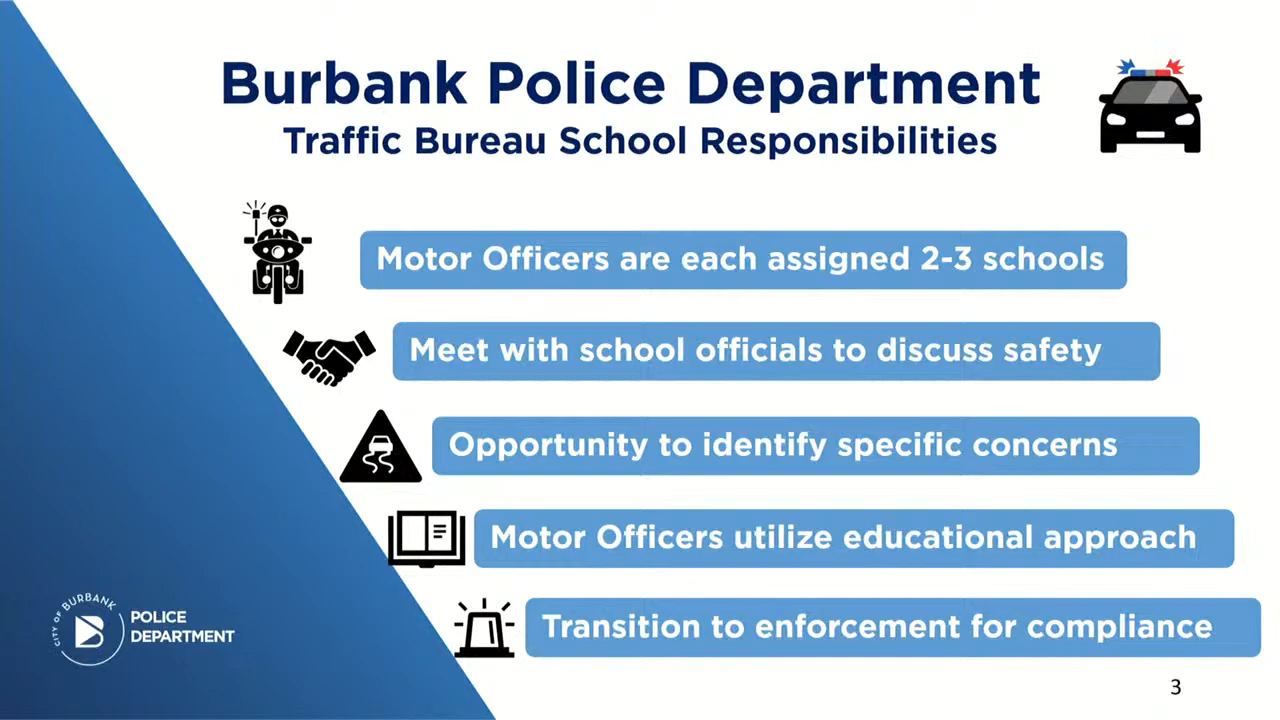 Burbank Police Department
Traffic Bureau School Responsibilities
Motor Officers are each assigned 2-3 schools
Meet with school officials to discuss safety
Opportunity to identify specific concerns
Motor Officers utilize educational approach
Transition to enforcement for compliance
CITY OF BURBANK
B
POLICE
DEPARTMENT
3